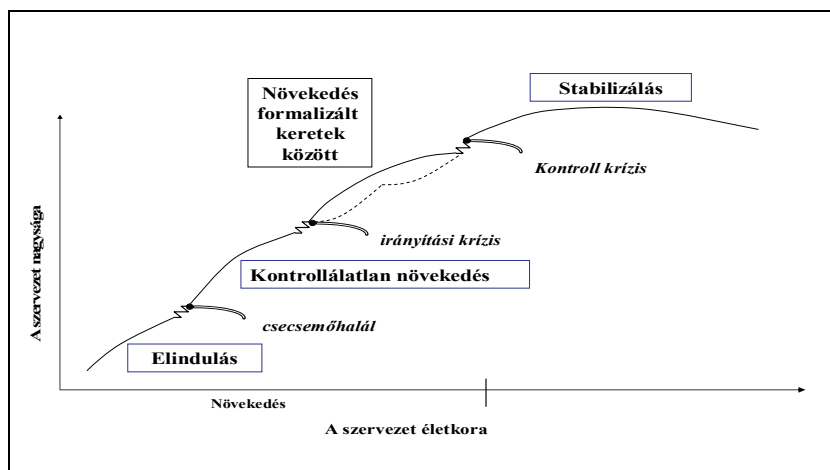 Növekedés
formalizált
keretek
között
Stabilizálás
Kontroll krízis
irányítási krízis
Kontrollálatlan növekedés
csecsemőhalál
Elindulás
A szervezet nagysága
Növekedés
A szervezet életkora